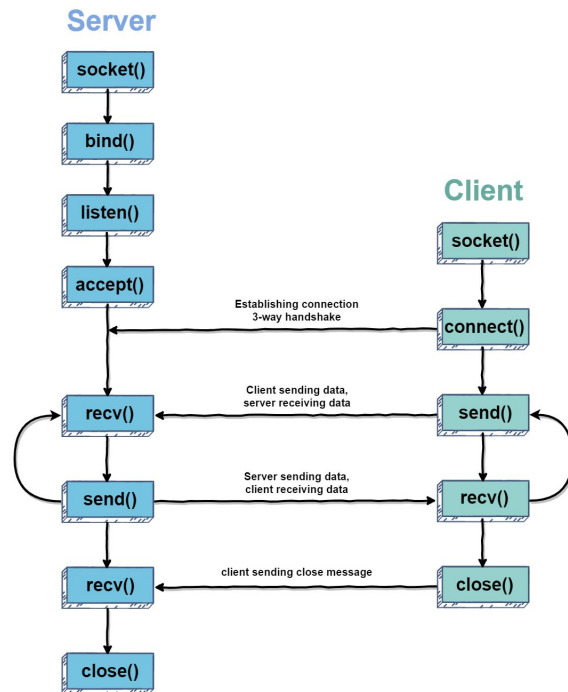 Server
socket()
bind()
listen()
accept()
Client
socket()
Establishing connection
3-way handshake
connect()
recv()
Client sending data,
server receiving data
send()
send()
Server sending data,
client receiving data
recv()
recv()
client sending close message
close()
close()